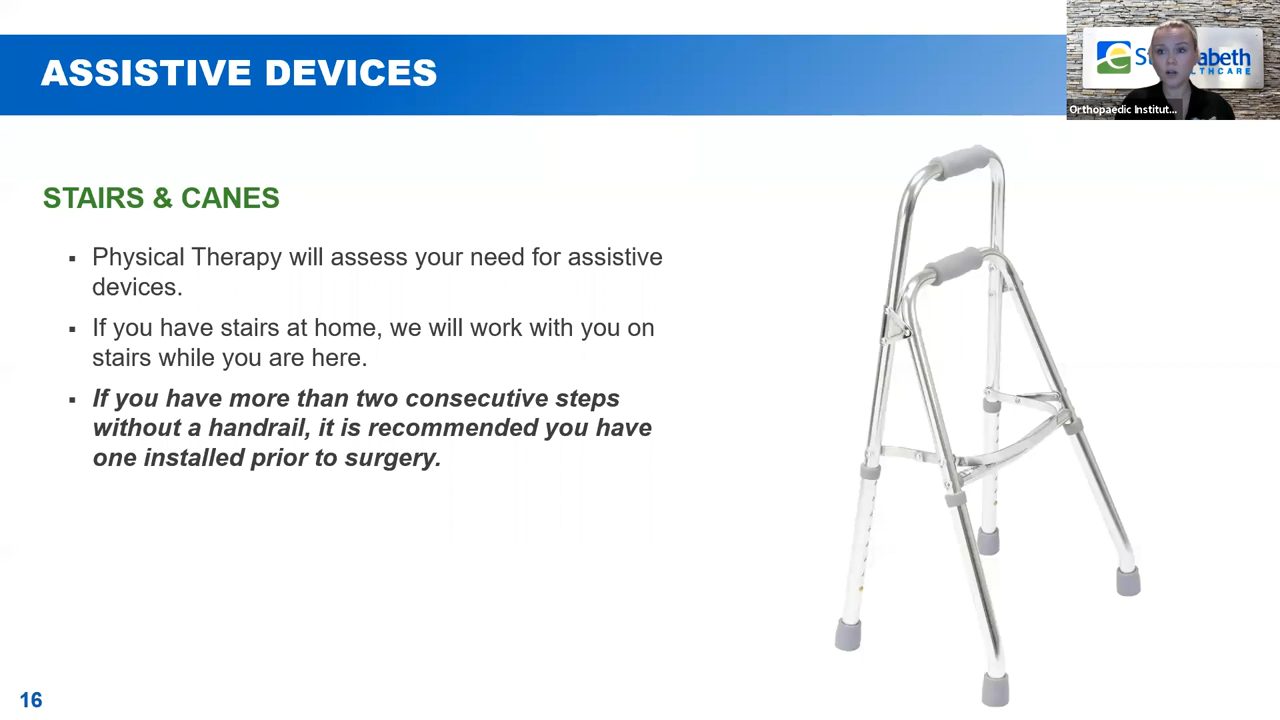 ASSISTIVE DEVICES
Orthopaedic Institut...
STAIRS & CANES
▪ Physical Therapy will assess your need for assistive
devices.
▪ If you have stairs at home, we will work with you on
stairs while you are here.
▪ If you have more than two consecutive steps
without a handrail, it is recommended you have
one installed prior to surgery.
16